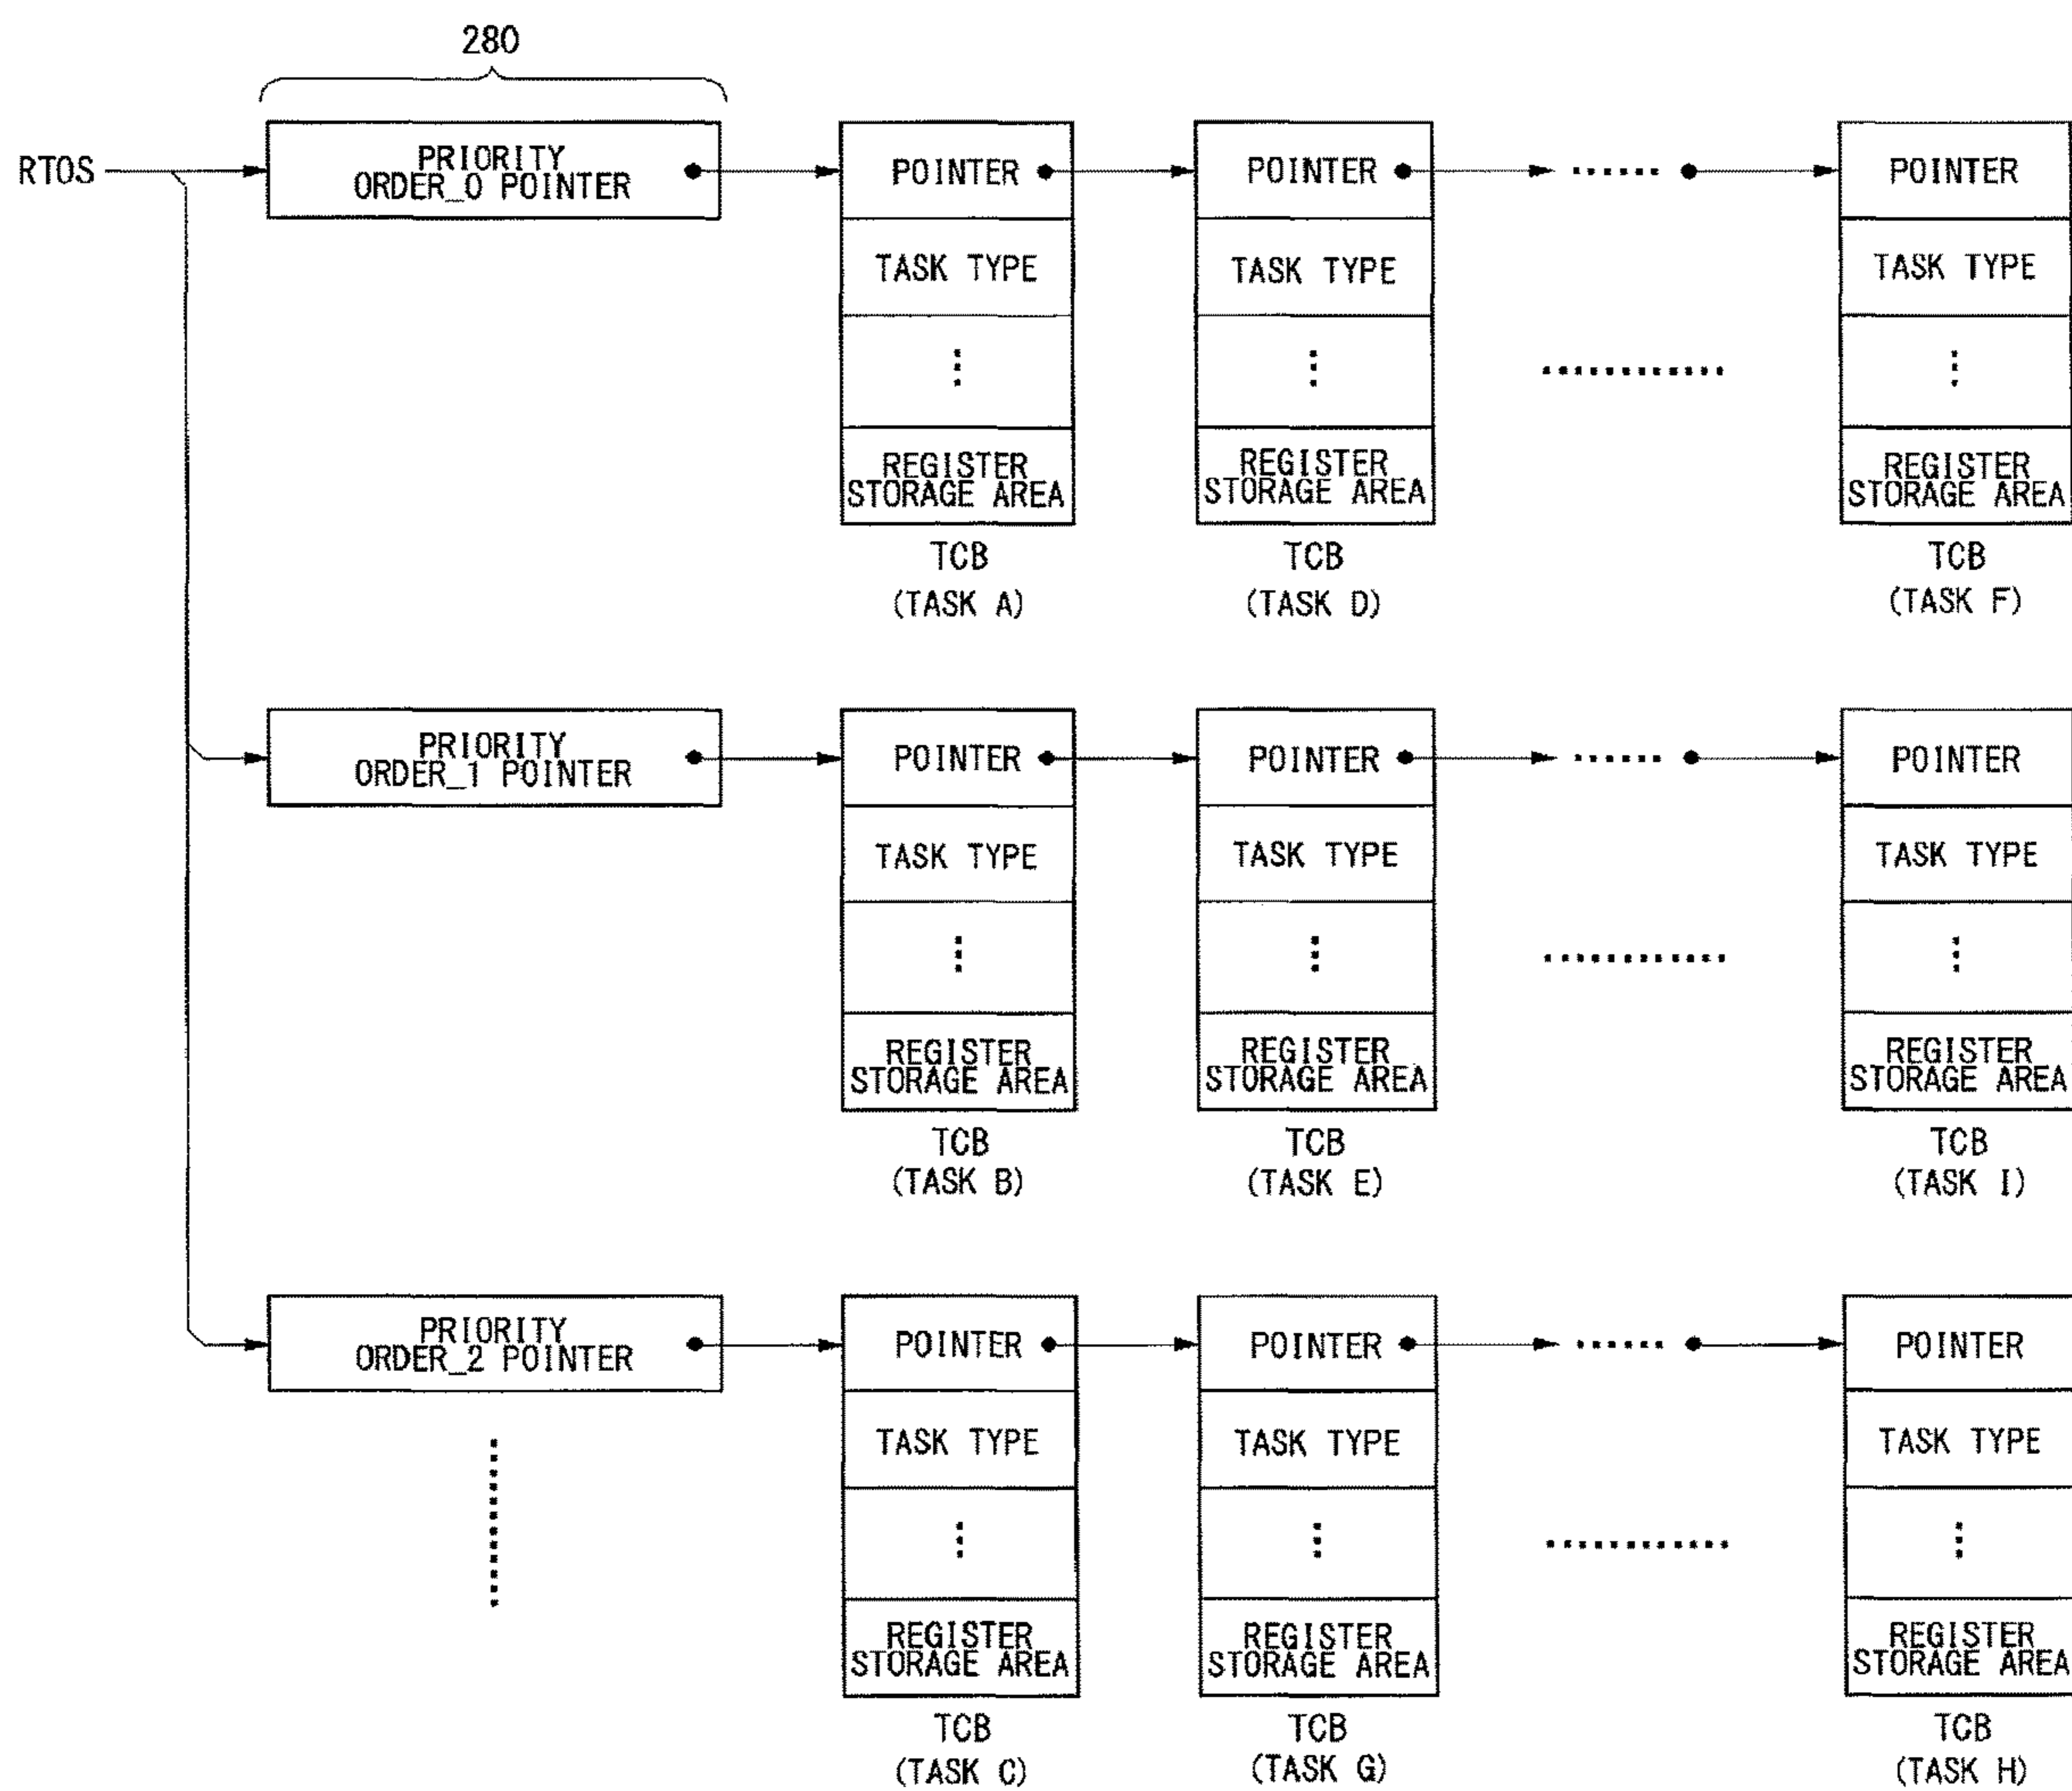 280
RTOS
PRIORITY
ORDER_0 POINTER
POINTER
POINTER
POINTER
TASK TYPE
TASK TYPE
TASK TYPE
REGISTER
STORAGE AREA
REGISTER
STORAGE AREA
REGISTER
STORAGE AREA
TCB
(TASK A)
TCB
(TASK D)
TCB
(TASK F)
PRIORITY
ORDER_1 POINTER
POINTER
POINTER
POINTER
TASK TYPE
TASK TYPE
TASK TYPE
REGISTER
STORAGE AREA
REGISTER
STORAGE AREA
REGISTER
STORAGE AREA
TCB
(TASK B)
TCB
(TASK E)
TCB
(TASK I)
PRIORITY
ORDER_2 POINTER
POINTER
POINTER
POINTER
TASK TYPE
TASK TYPE
TASK TYPE
REGISTER
STORAGE AREA
REGISTER
STORAGE AREA
REGISTER
STORAGE AREA
TCB
(TASK C)
TCB
(TASK G)
TCB
(TASK H)